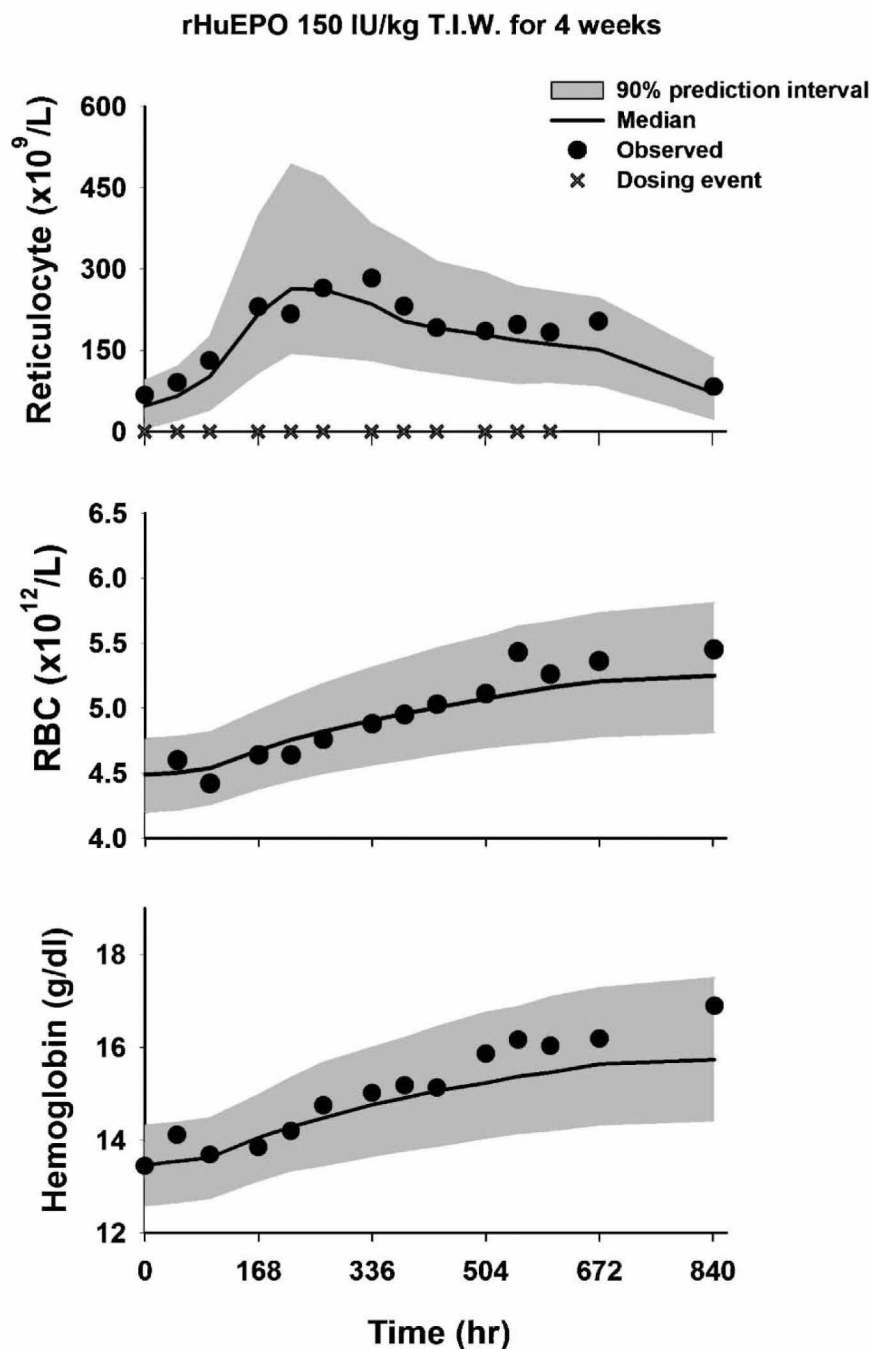 rHuEPO 150 IU/kg T.I.W. for 4 weeks
90% prediction interval
Median
Observed
Dosing event
Reticulocyte (x10⁹/L)
600
450
300
150
0
RBC (x10¹²/L)
6.5
6.0
5.5
5.0
4.5
4.0
Hemoglobin (g/dl)
18
16
14
12
0 168 336 504 672 840
Time (hr)